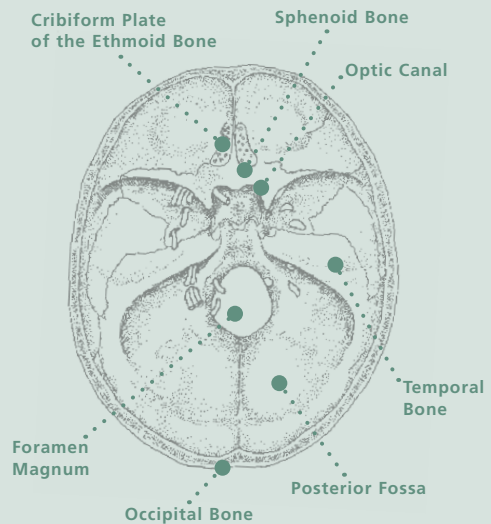 Cribiform Plate
of the Ethmoid Bone
Sphenoid Bone
Optic Canal
Temporal
Bone
Foramen
Magnum
Posterior Fossa
Occipital Bone